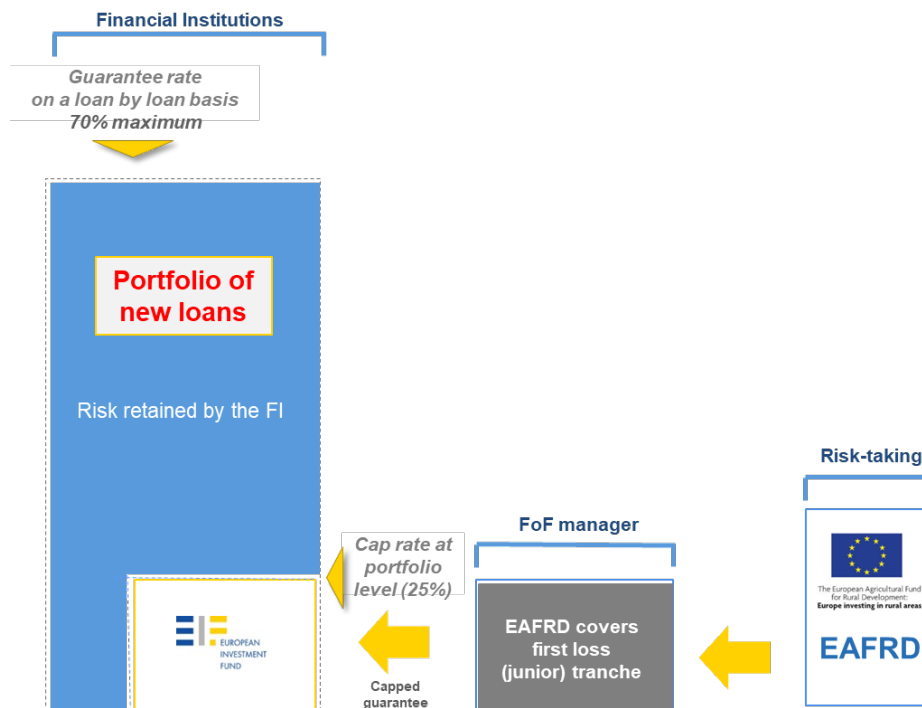 Financial Institutions
Guarantee rate
on a loan by loan basis
70% maximum
Portfolio of
new loans
Risk retained by the FI
Cap rate at
portfolio
level (25%)
EUROPEAN
INVESTMENT
FUND
Capped
guarantee
FoF manager
EAFRD covers
first loss
(junior) tranche
Risk-taking
The European Agricultural Fund
for Rural Development:
Europe investing in rural areas
EAFRD